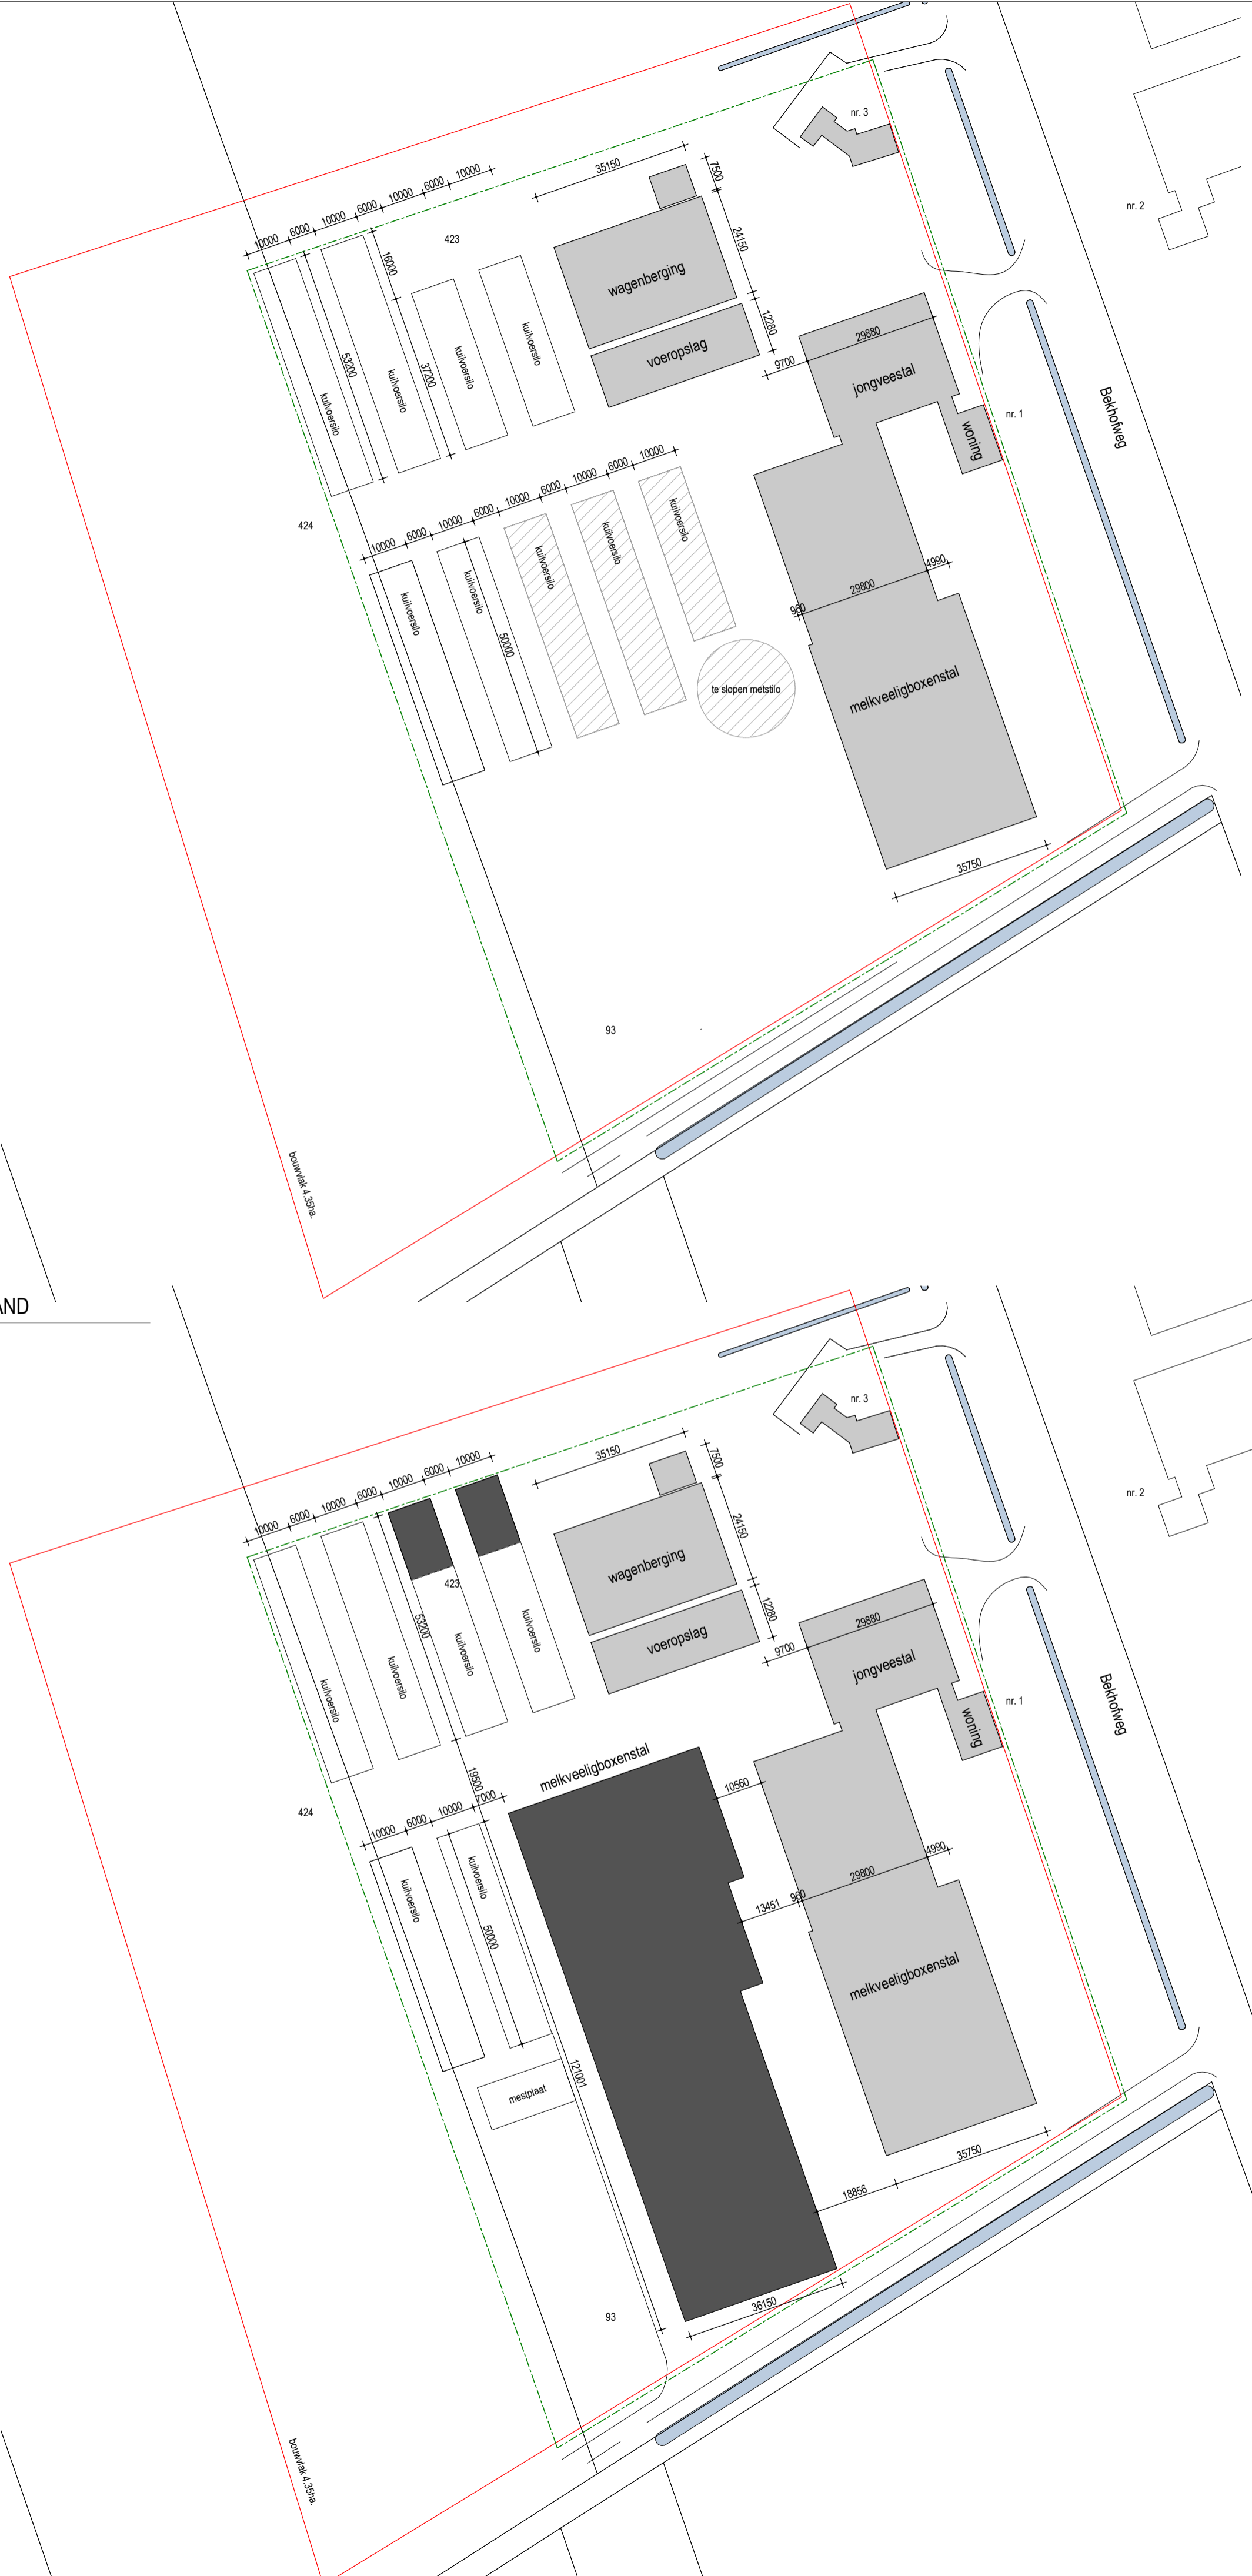 nr. 3
10000
6000
10000
6000
10000
6000
10000
35150
7500
nr. 2
423
16000
24150
wagenberging
53200
37200
kuilvoersilo
kuilvoersilo
kuilvoersilo
kuilvoersilo
12280
voeropslag
9700
29880
jongveestal
nr. 1
woning
Bekhofweg
424
10000
6000
10000
6000
10000
6000
10000
6000
10000
kuilvoersilo
kuilvoersilo
kuilvoersilo
kuilvoersilo
kuilvoersilo
50000
960
29800
4990
te slopen metstilo
melkveeligboxenstal
35750
93
bouwvlak 4.35ha.
AND
nr. 3
10000
6000
10000
6000
10000
6000
10000
35150
7500
nr. 2
423
24150
wagenberging
53200
kuilvoersilo
kuilvoersilo
kuilvoersilo
kuilvoersilo
12280
voeropslag
9700
29880
jongveestal
nr. 1
woning
Bekhofweg
424
melkveeligboxenstal
19500
10000
6000
10000
7000
10560
kuilvoersilo
kuilvoersilo
50000
13451
960
29800
4990
melkveeligboxenstal
mestplaat
121001
18856
35750
36150
93
bouwvlak 4.35ha.